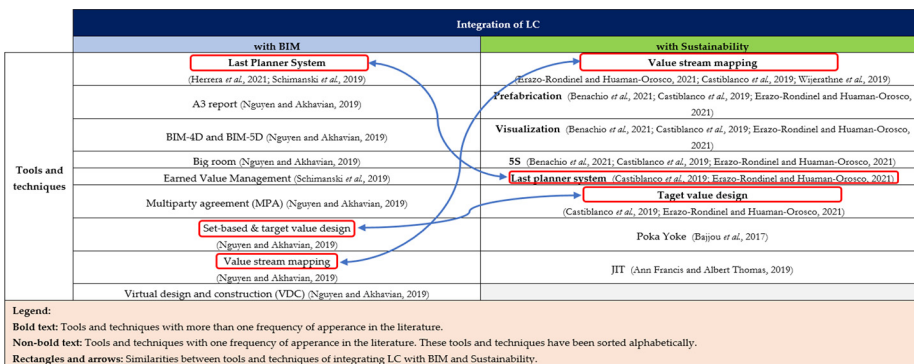 Integration of LC
with BIM
with Sustainability
Tools and
techniques
Last Planner System
(Herrera et al., 2021; Schimanski et al., 2019)
A3 report (Nguyen and Akhavian, 2019)
BIM-4D and BIM-5D (Nguyen and Akhavian, 2019)
Big room (Nguyen and Akhavian, 2019)
Earned Value Management (Schimanski et al., 2019)
Multiparty agreement (MPA) (Nguyen and Akhavian, 2019)
Set-based & target value design
(Nguyen and Akhavian, 2019)
Value stream mapping
(Nguyen and Akhavian, 2019)
Virtual design and construction (VDC) (Nguyen and Akhavian, 2019)
Value stream mapping
(Erazo-Rondinel and Huaman-Orosco, 2021; Castiblanco et al., 2019; Wijerathne et al., 2019)
Prefabrication (Benachio et al., 2021; Castiblanco et al., 2019; Erazo-Rondinel and Huaman-Orosco,
2021)
Visualization (Benachio et al., 2021; Castiblanco et al., 2019; Erazo-Rondinel and Huaman-Orosco,
2021)
5S (Benachio et al., 2021; Castiblanco et al., 2019; Erazo-Rondinel and Huaman-Orosco, 2021)
Last planner system (Castiblanco et al., 2019; Erazo-Rondinel and Huaman-Orosco, 2021)
Taget value design
(Castiblanco et al., 2019; Erazo-Rondinel and Huaman-Orosco, 2021)
Poka Yoke (Bajjou et al., 2017)
JIT (Ann Francis and Albert Thomas, 2019)
Legend:
Bold text: Tools and techniques with more than one frequency of apperance in the literature.
Non-bold text: Tools and techniques with one frequency of apperance in the literature. These tools and techniques have been sorted alphabetically.
Rectangles and arrows: Similarities between tools and techniques of integrating LC with BIM and Sustainability.